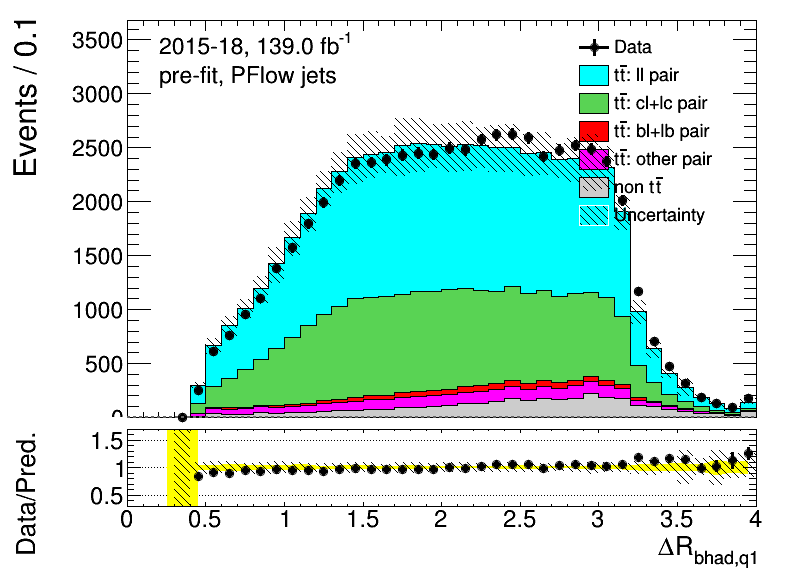 Events / 0.1
3500
3000
2500
2000
1500
1000
500
0
2015-18, 139.0 fb⁻¹
pre-fit, PFlow jets
Data
tt̄: ll pair
tt̄: cl+lc pair
tt̄: bl+lb pair
tt̄: other pair
non tt̄
Uncertainty
Data/Pred.
1.5
1
0.5
0 0.5 1 1.5 2 2.5 3 3.5 4
ΔR_bhad,q1